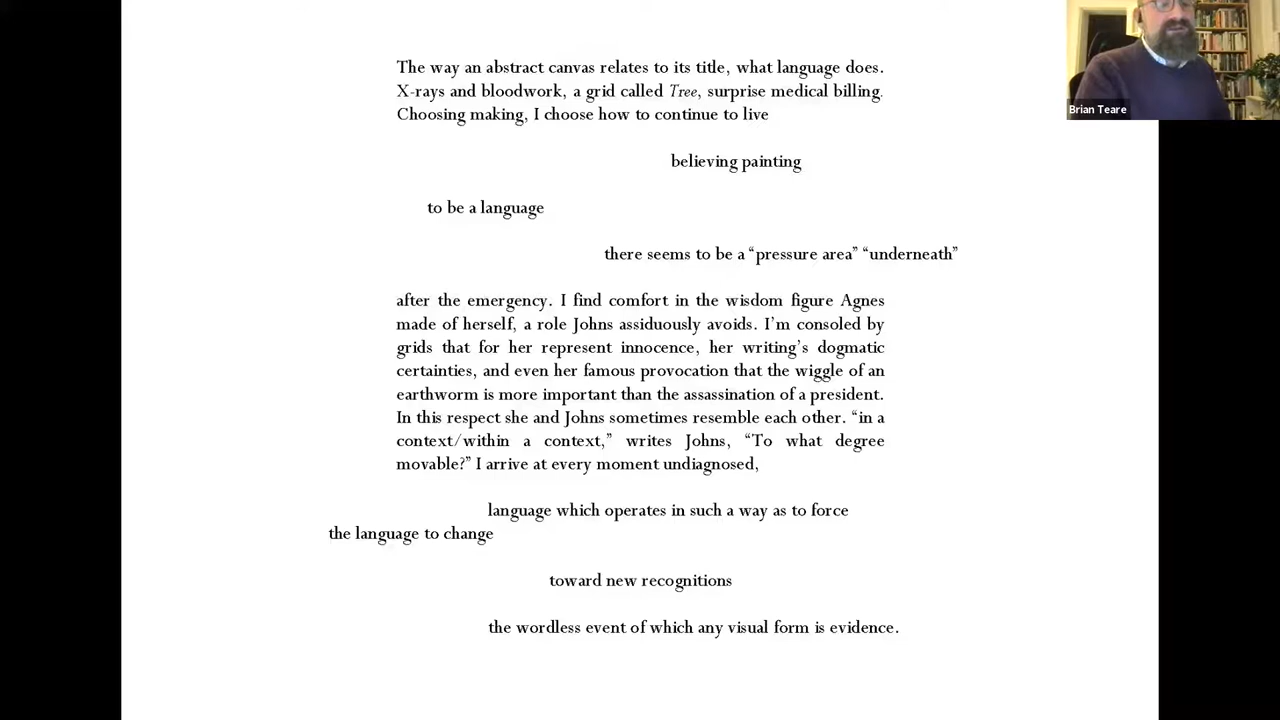 The way an abstract canvas relates to its title, what language does.
X-rays and bloodwork, a grid called Tree, surprise medical billing.
Choosing making, I choose how to continue to live
believing painting
to be a language
there seems to be a “pressure area” “underneath”
after the emergency. I find comfort in the wisdom figure Agnes
made of herself, a role Johns assiduously avoids. I’m consoled by
grids that for her represent innocence, her writing’s dogmatic
certainties, and even her famous provocation that the wiggle of an
earthworm is more important than the assassination of a president.
In this respect she and Johns sometimes resemble each other. “in a
context/within a context,” writes Johns, “To what degree
movable?” I arrive at every moment undiagnosed,
language which operates in such a way as to force
the language to change
toward new recognitions
the wordless event of which any visual form is evidence.
Brian Teare